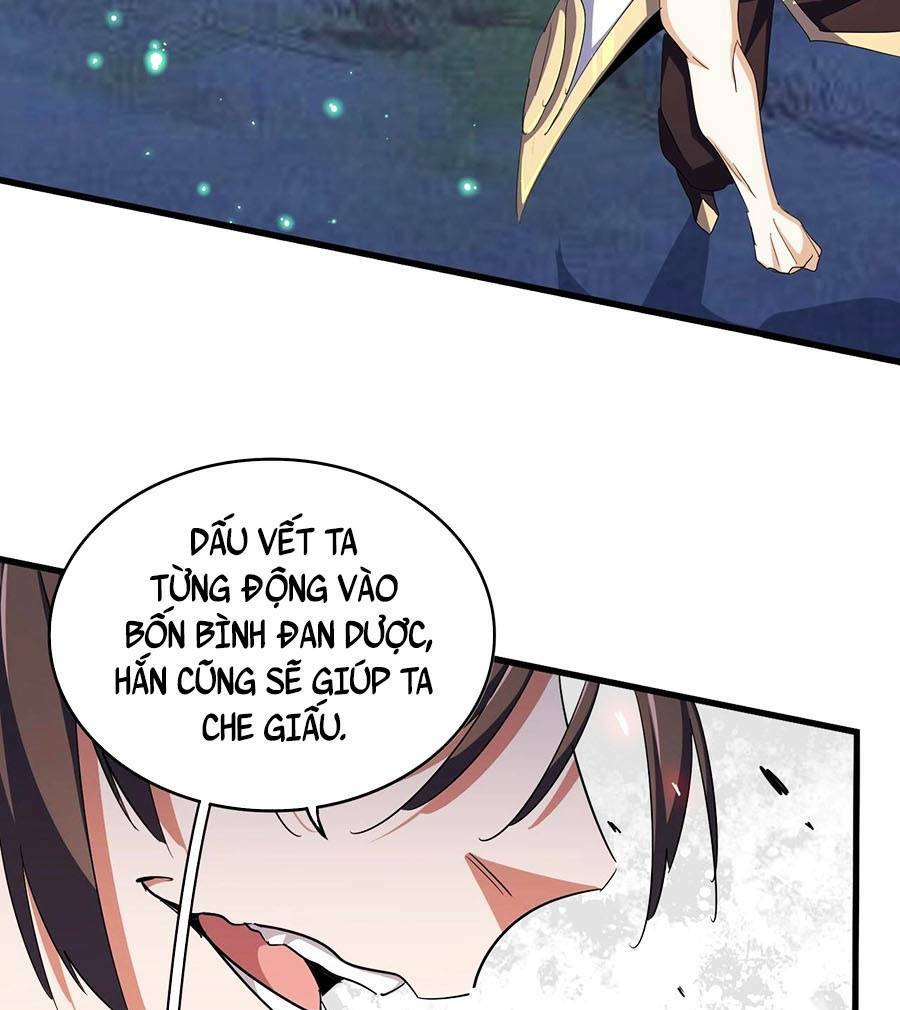 DẤU VẾT TA
TỪNG ĐỘNG VÀO
BỐN BÌNH ĐAN DƯỢC,
HẮN CŨNG SẼ GIÚP TA
CHE GIẤU.